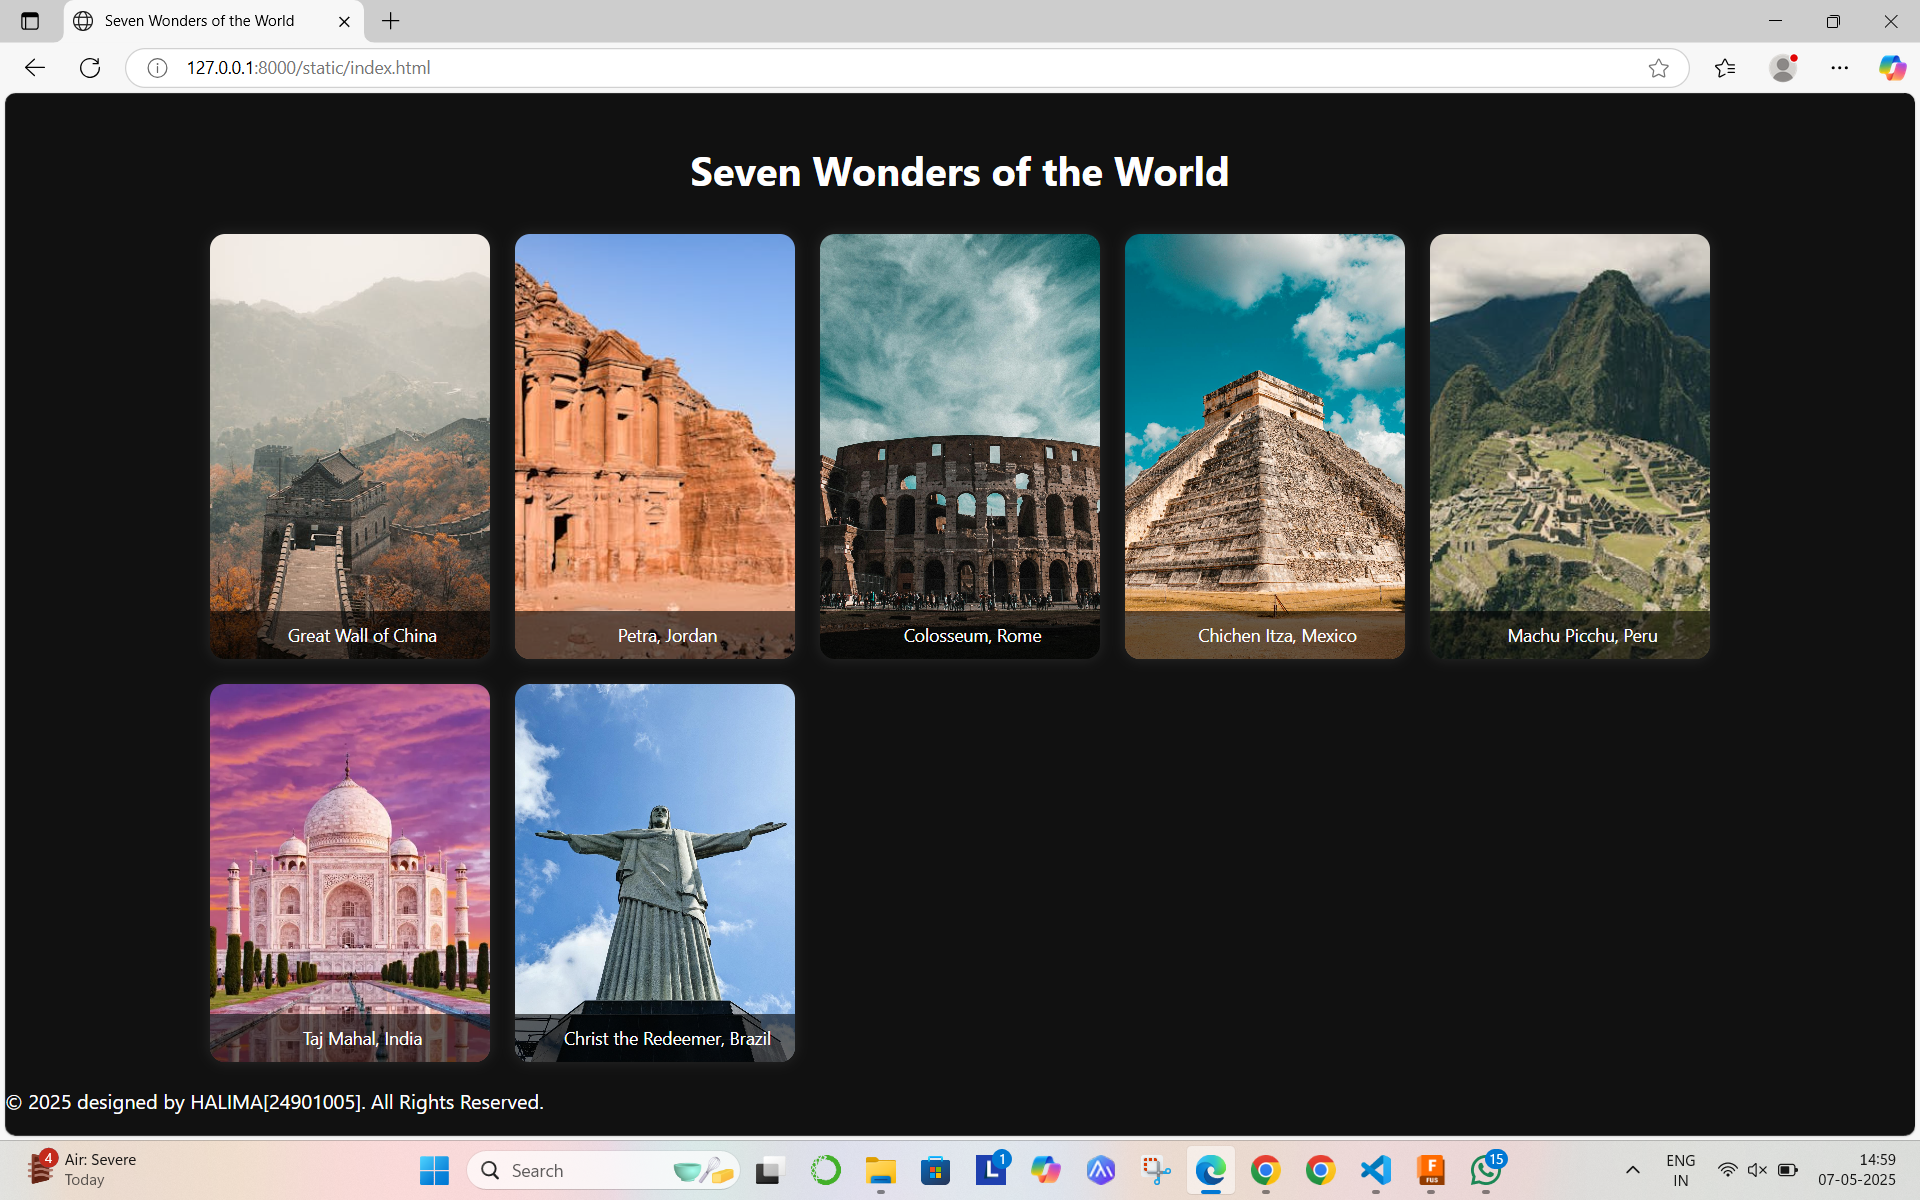 Seven Wonders of the World
127.0.0.1:8000/static/index.html
Seven Wonders of the World
Great Wall of China
Petra, Jordan
Colosseum, Rome
Chichen Itza, Mexico
Machu Picchu, Peru
Taj Mahal, India
Christ the Redeemer, Brazil
© 2025 designed by HALIMA[24901005]. All Rights Reserved.
4
Air: Severe
Today
Search
L
1
F
FUS
15
ENG
IN
14:59
07-05-2025